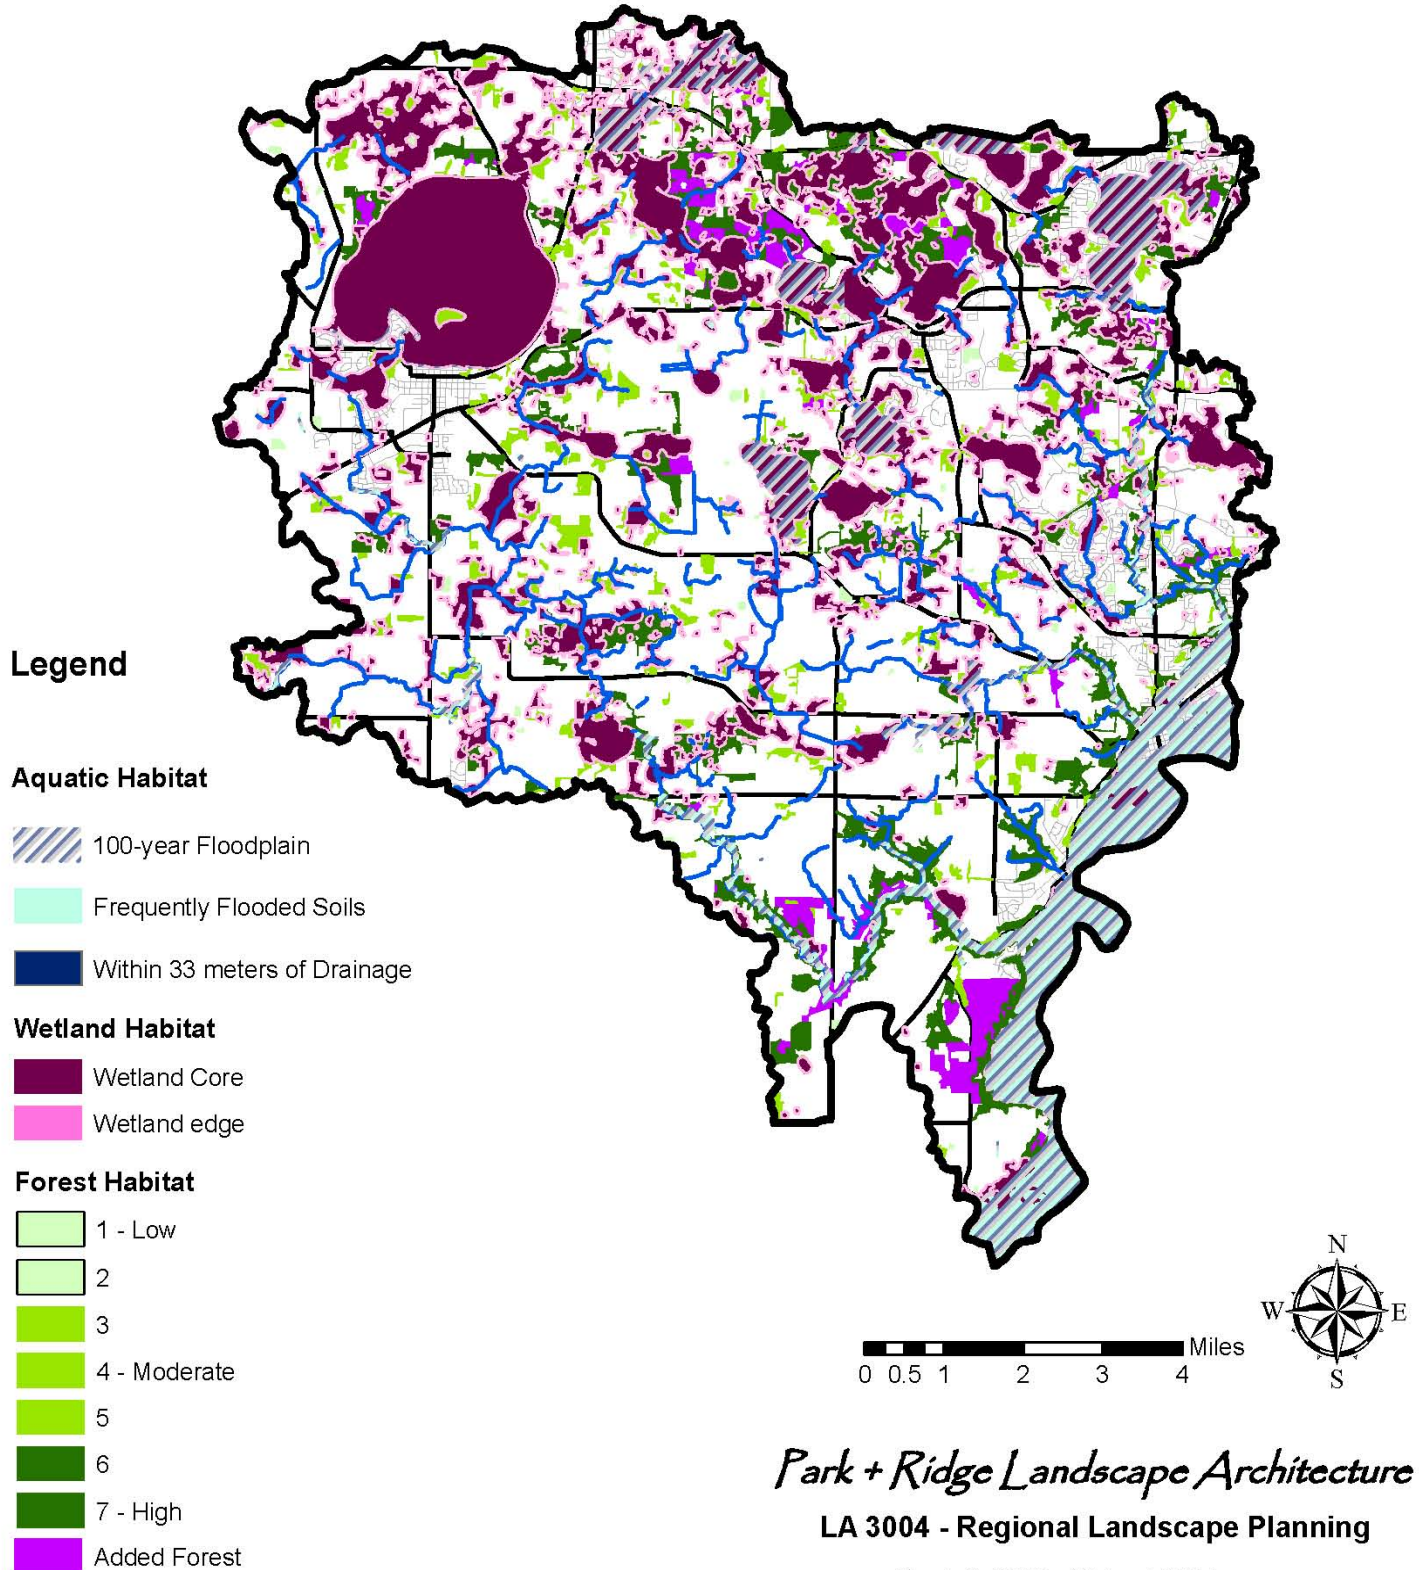 Legend
Aquatic Habitat
100-year Floodplain
Frequently Flooded Soils
Within 33 meters of Drainage
Wetland Habitat
Wetland Core
Wetland edge
Forest Habitat
1 - Low
2
3
4 - Moderate
5
6
7 - High
Added Forest
N
W E
S
Miles
0 0.5 1 2 3 4
Park + Ridge Landscape Architecture
LA 3004 - Regional Landscape Planning